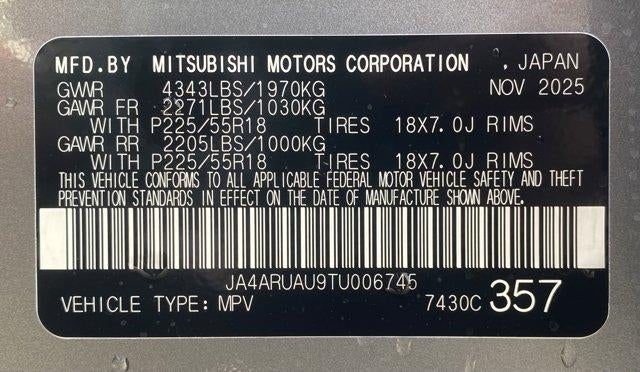 MFD.BY MITSUBISHI MOTORS CORPORATION , JAPAN
GVWR 4343LBS/1970KG NOV 2025
GAWR FR 2271LBS/1030KG
WITH P225/55R18 TIRES 18X7.0J RIMS
GAWR RR 2205LBS/1000KG
WITH P225/55R18 TIRES 18X7.0J RIMS
THIS VEHICLE CONFORMS TO ALL APPLICABLE FEDERAL MOTOR VEHICLE SAFETY AND THEFT
PREVENTION STANDARDS IN EFFECT ON THE DATE OF MANUFACTURE SHOWN ABOVE.
JA4ARUAU9TU006745
VEHICLE TYPE: MPV 7430C 357